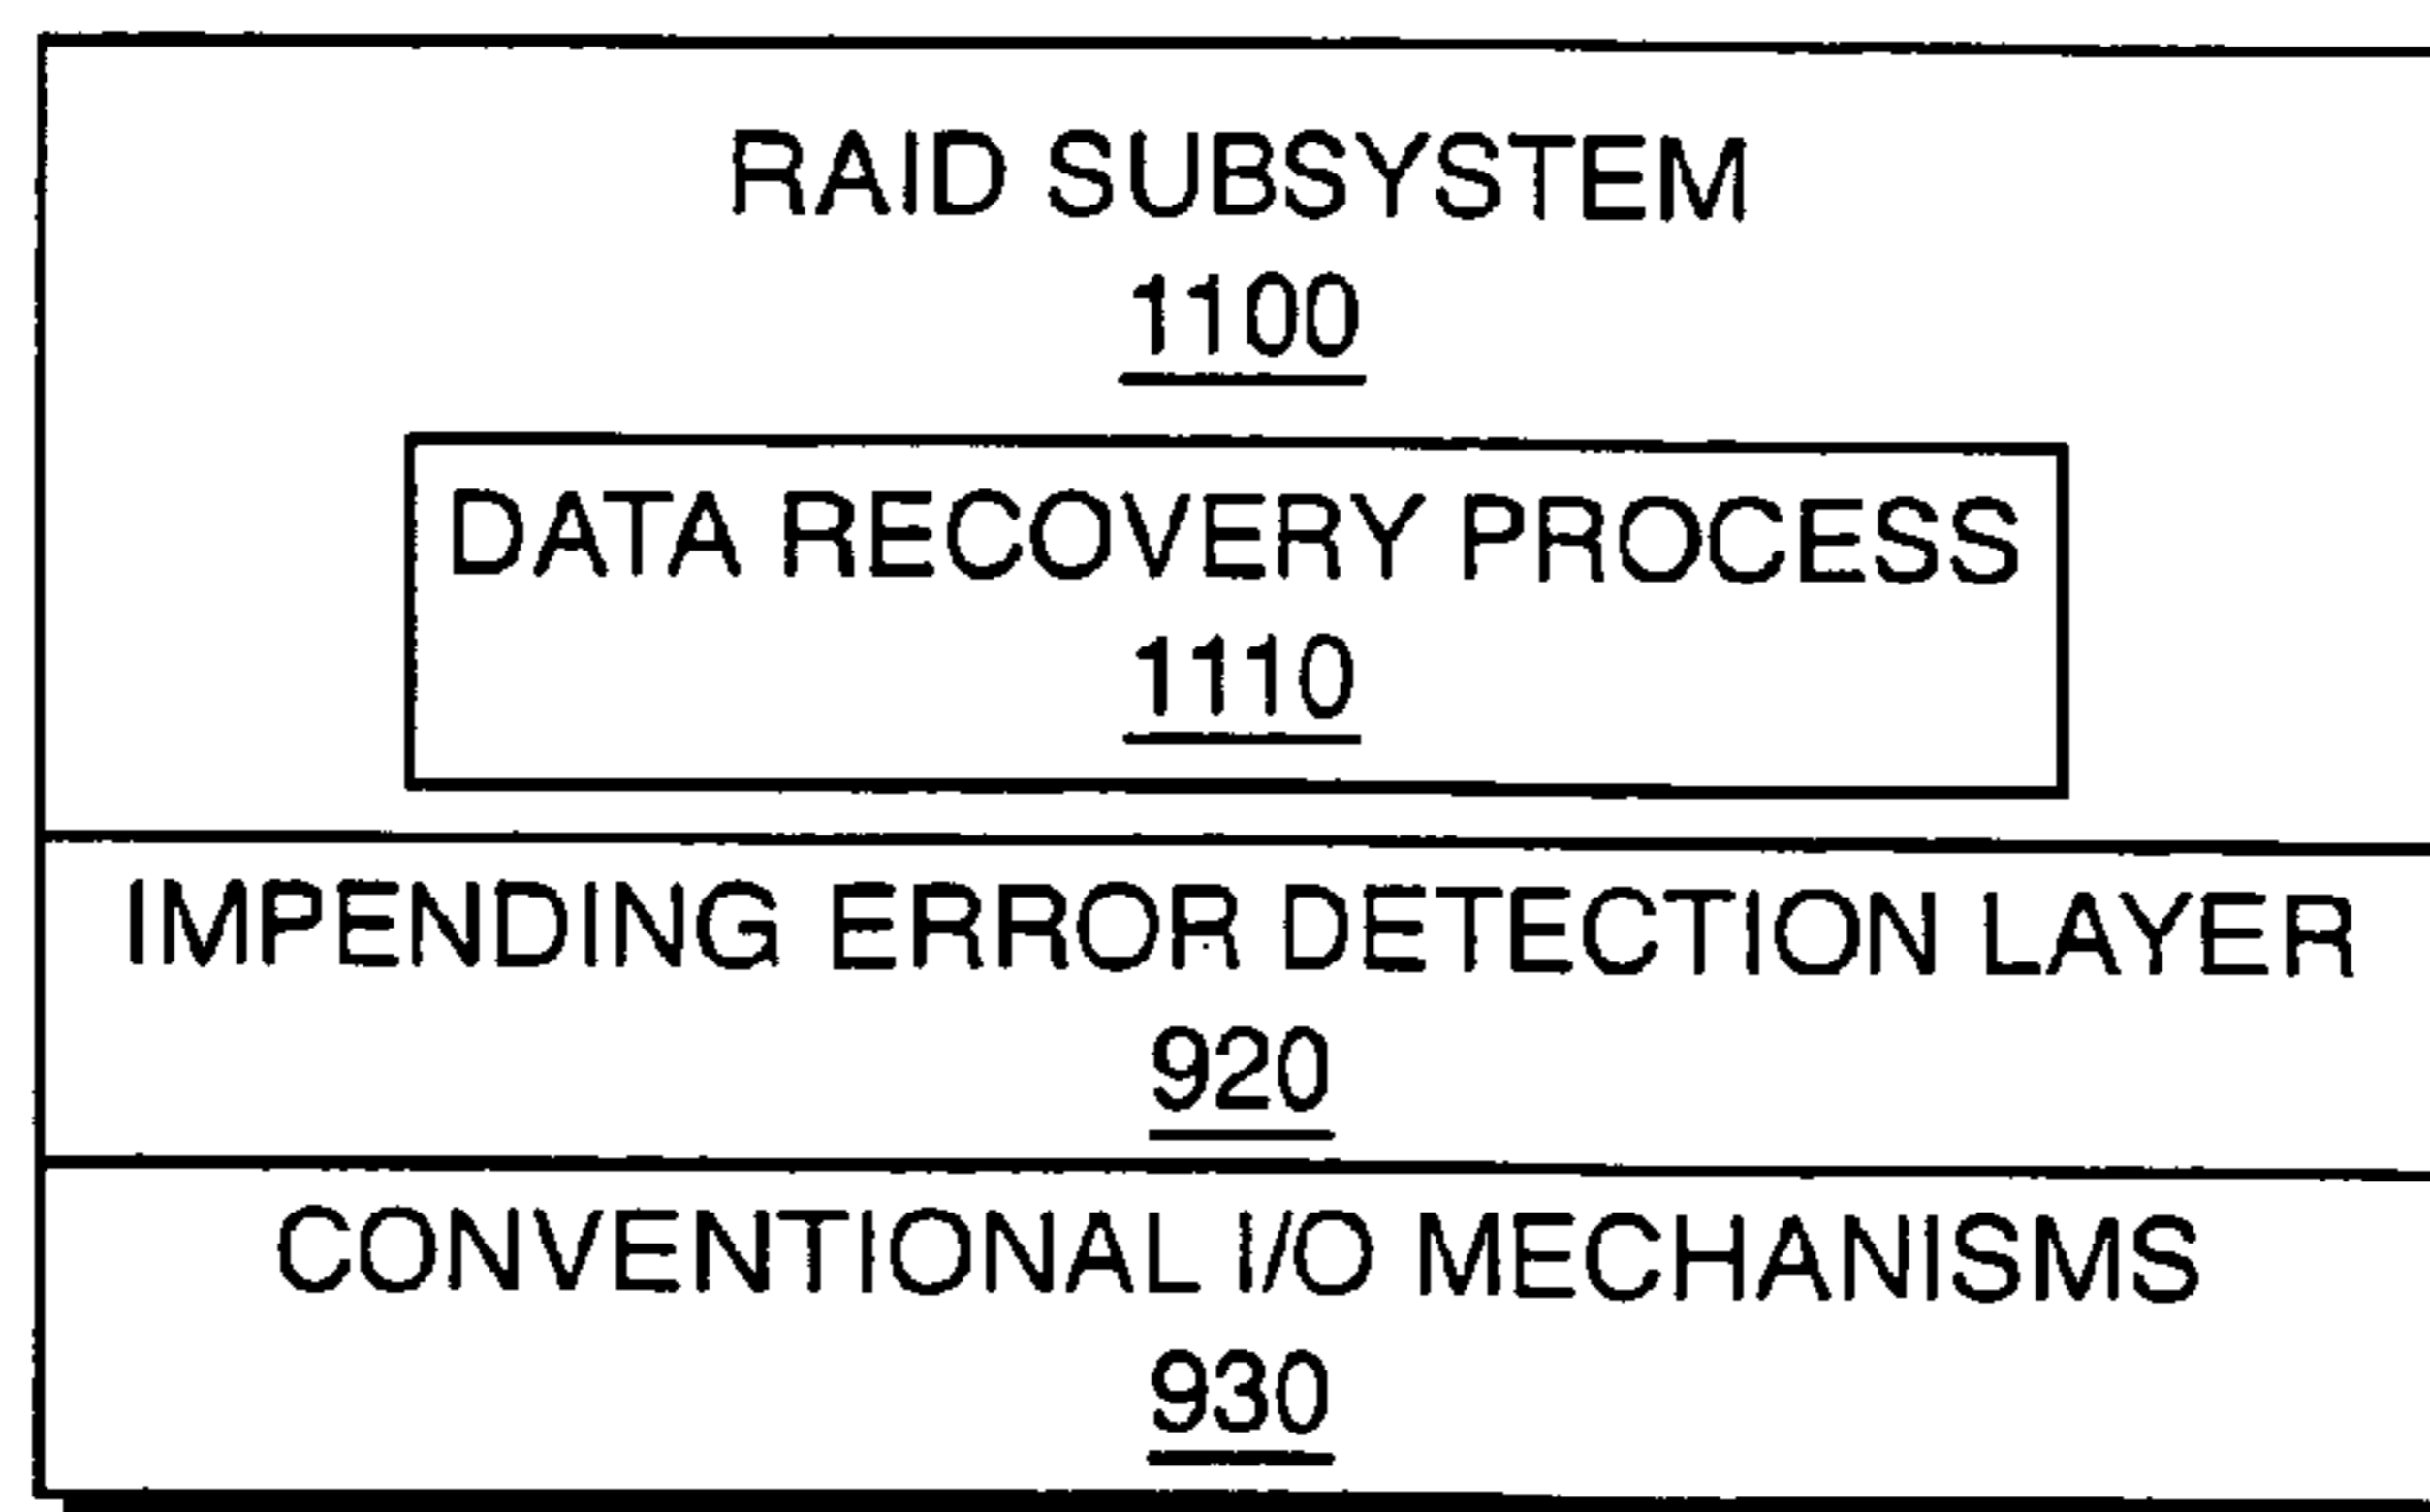 RAID SUBSYSTEM
1100
DATA RECOVERY PROCESS
1110
IMPENDING ERROR DETECTION LAYER
920
CONVENTIONAL I/O MECHANISMS
930